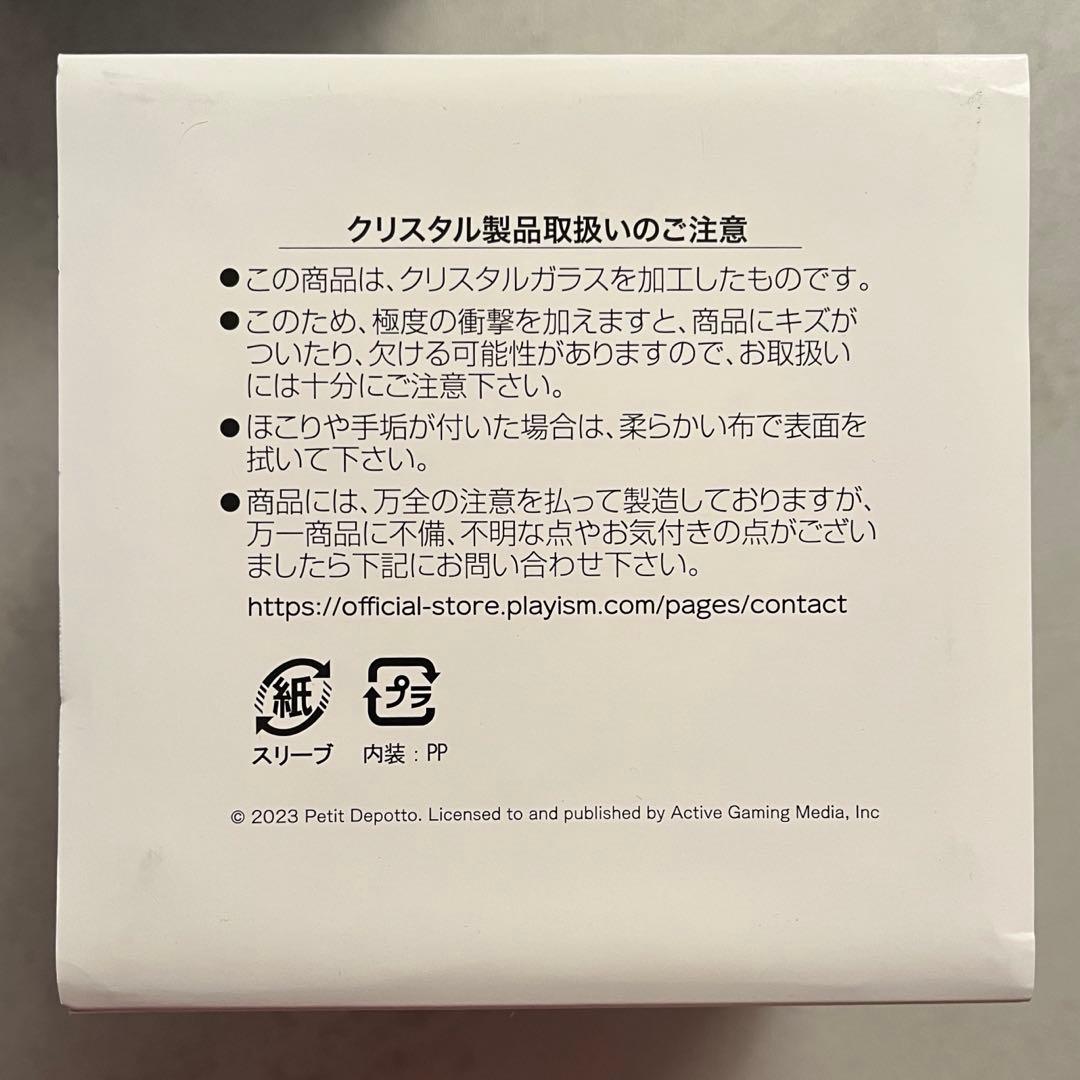 クリスタル製品取扱いのご注意
●この商品は、クリスタルガラスを加工したものです。
●このため、極度の衝撃を加えますと、商品にキズが
ついたり、欠ける可能性がありますので、お取扱い
には十分にご注意下さい。
●ほこりや手垢が付いた場合は、柔らかい布で表面を
拭いて下さい。
●商品には、万全の注意を払って製造しておりますが、
万一商品に不備、不明な点やお気付きの点がござい
ましたら下記にお問い合わせ下さい。
https://official-store.playism.com/pages/contact
紙 プラ
スリーブ 内装：PP
© 2023 Petit Depotto. Licensed to and published by Active Gaming Media, Inc